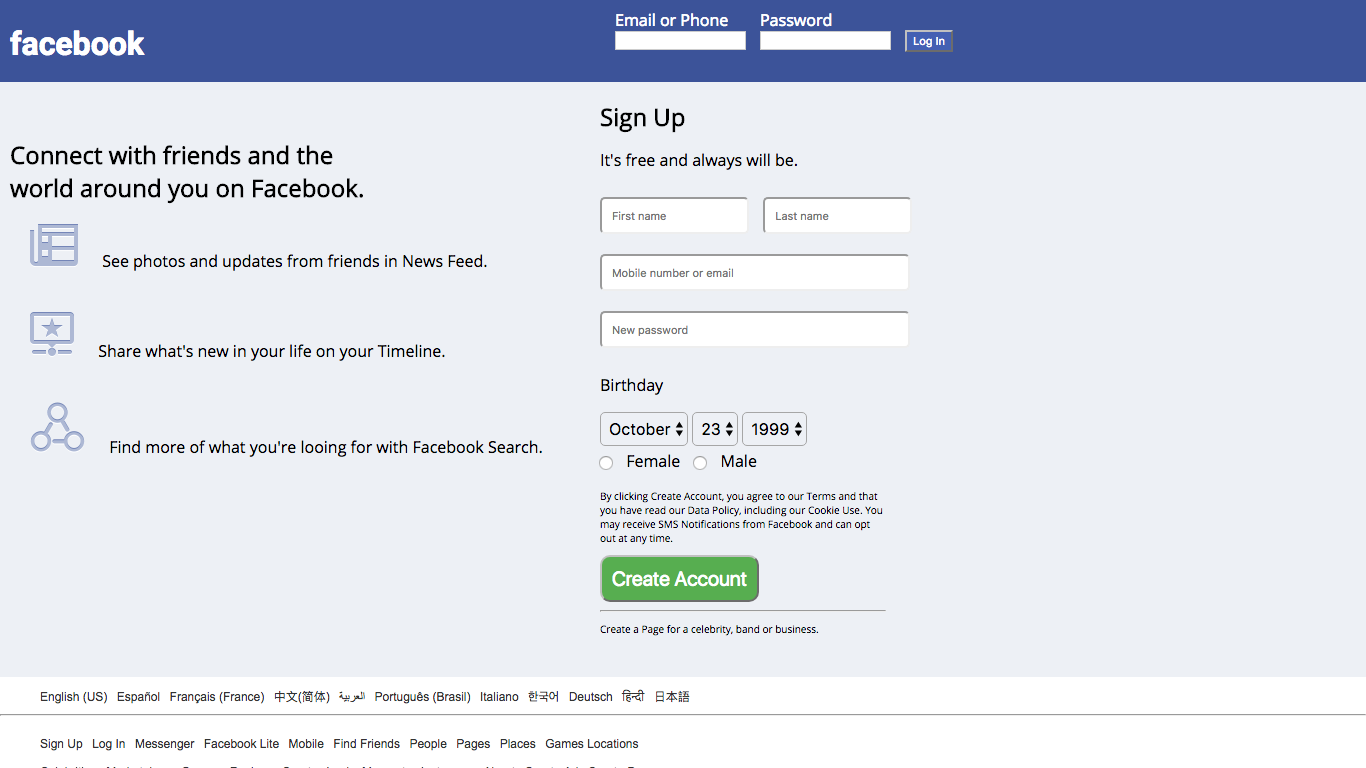 facebook
Email or Phone Password
Log In
Connect with friends and the
world around you on Facebook.
See photos and updates from friends in News Feed.
Share what's new in your life on your Timeline.
Find more of what you're looing for with Facebook Search.
Sign Up
It's free and always will be.
First name Last name
Mobile number or email
New password
Birthday
October 23 1999
Female Male
By clicking Create Account, you agree to our Terms and that
you have read our Data Policy, including our Cookie Use. You
may receive SMS Notifications from Facebook and can opt
out at any time.
Create Account
Create a Page for a celebrity, band or business.
English (US) Español Français (France) 中文(简体) العربية Português (Brasil) Italiano 한국어 Deutsch हिन्दी 日本語
Sign Up Log In Messenger Facebook Lite Mobile Find Friends People Pages Places Games Locations